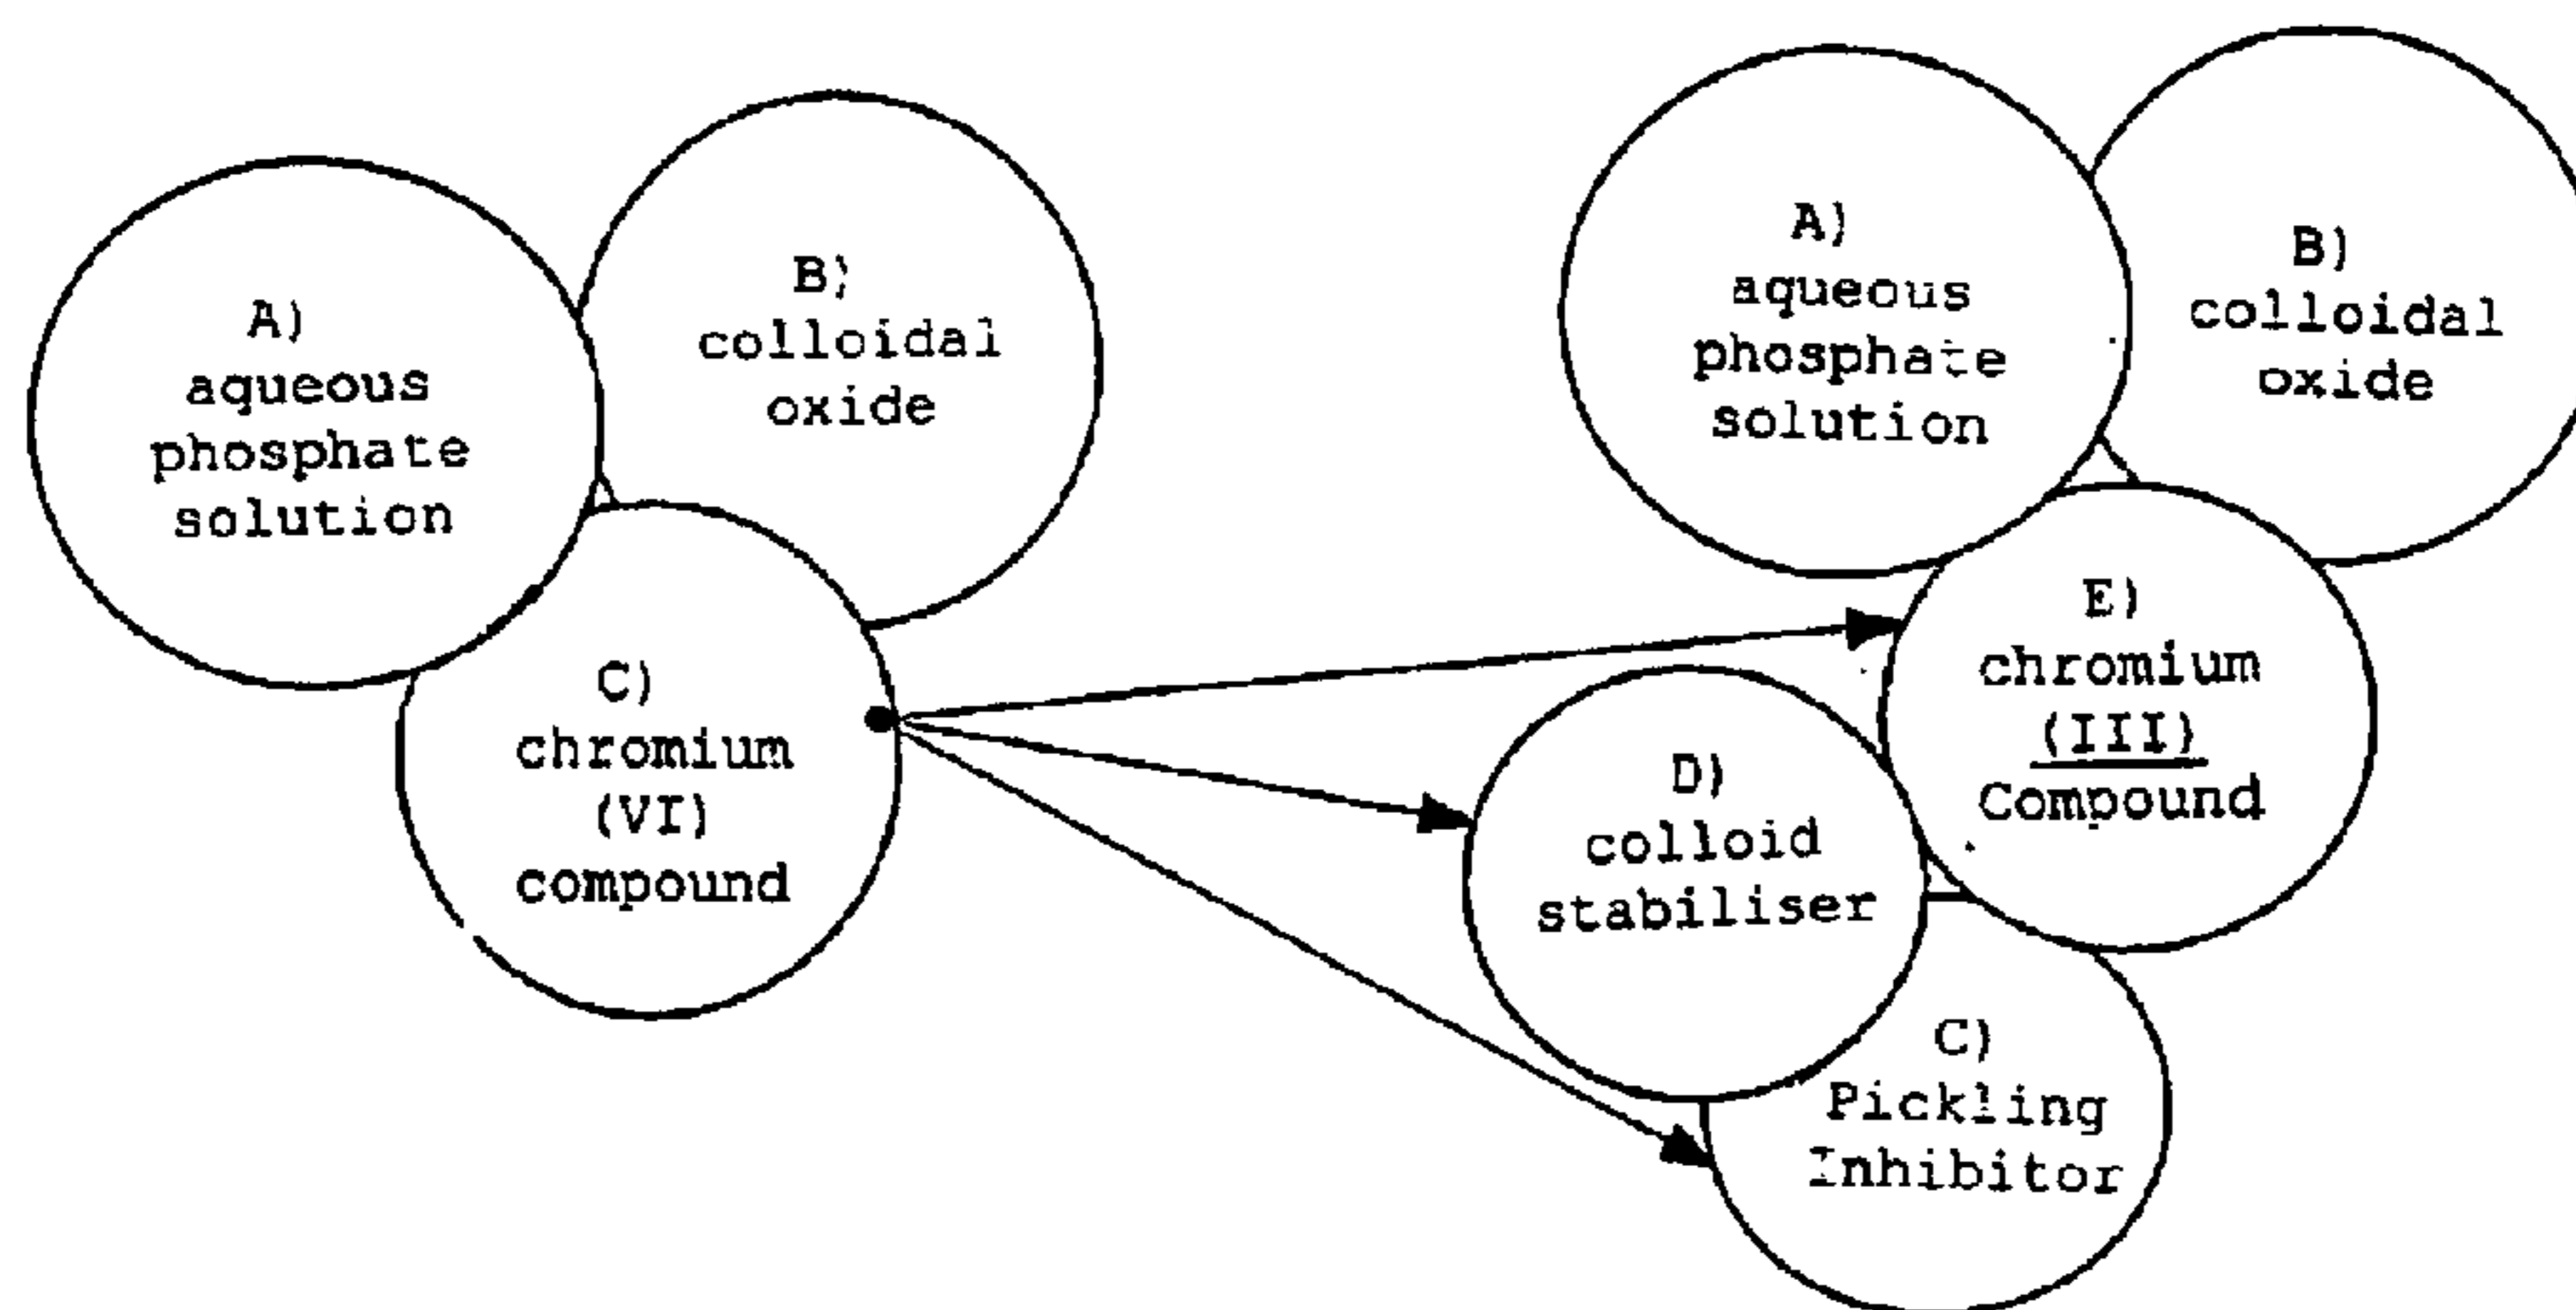 A)
aqueous
phosphate
solution
B)
colloidal
oxide
C)
chromium
(VI)
compound
A)
aqueous
phosphate
solution
B)
colloidal
oxide
E)
chromium
(III)
Compound
D)
colloid
stabiliser
C)
Pickling
Inhibitor